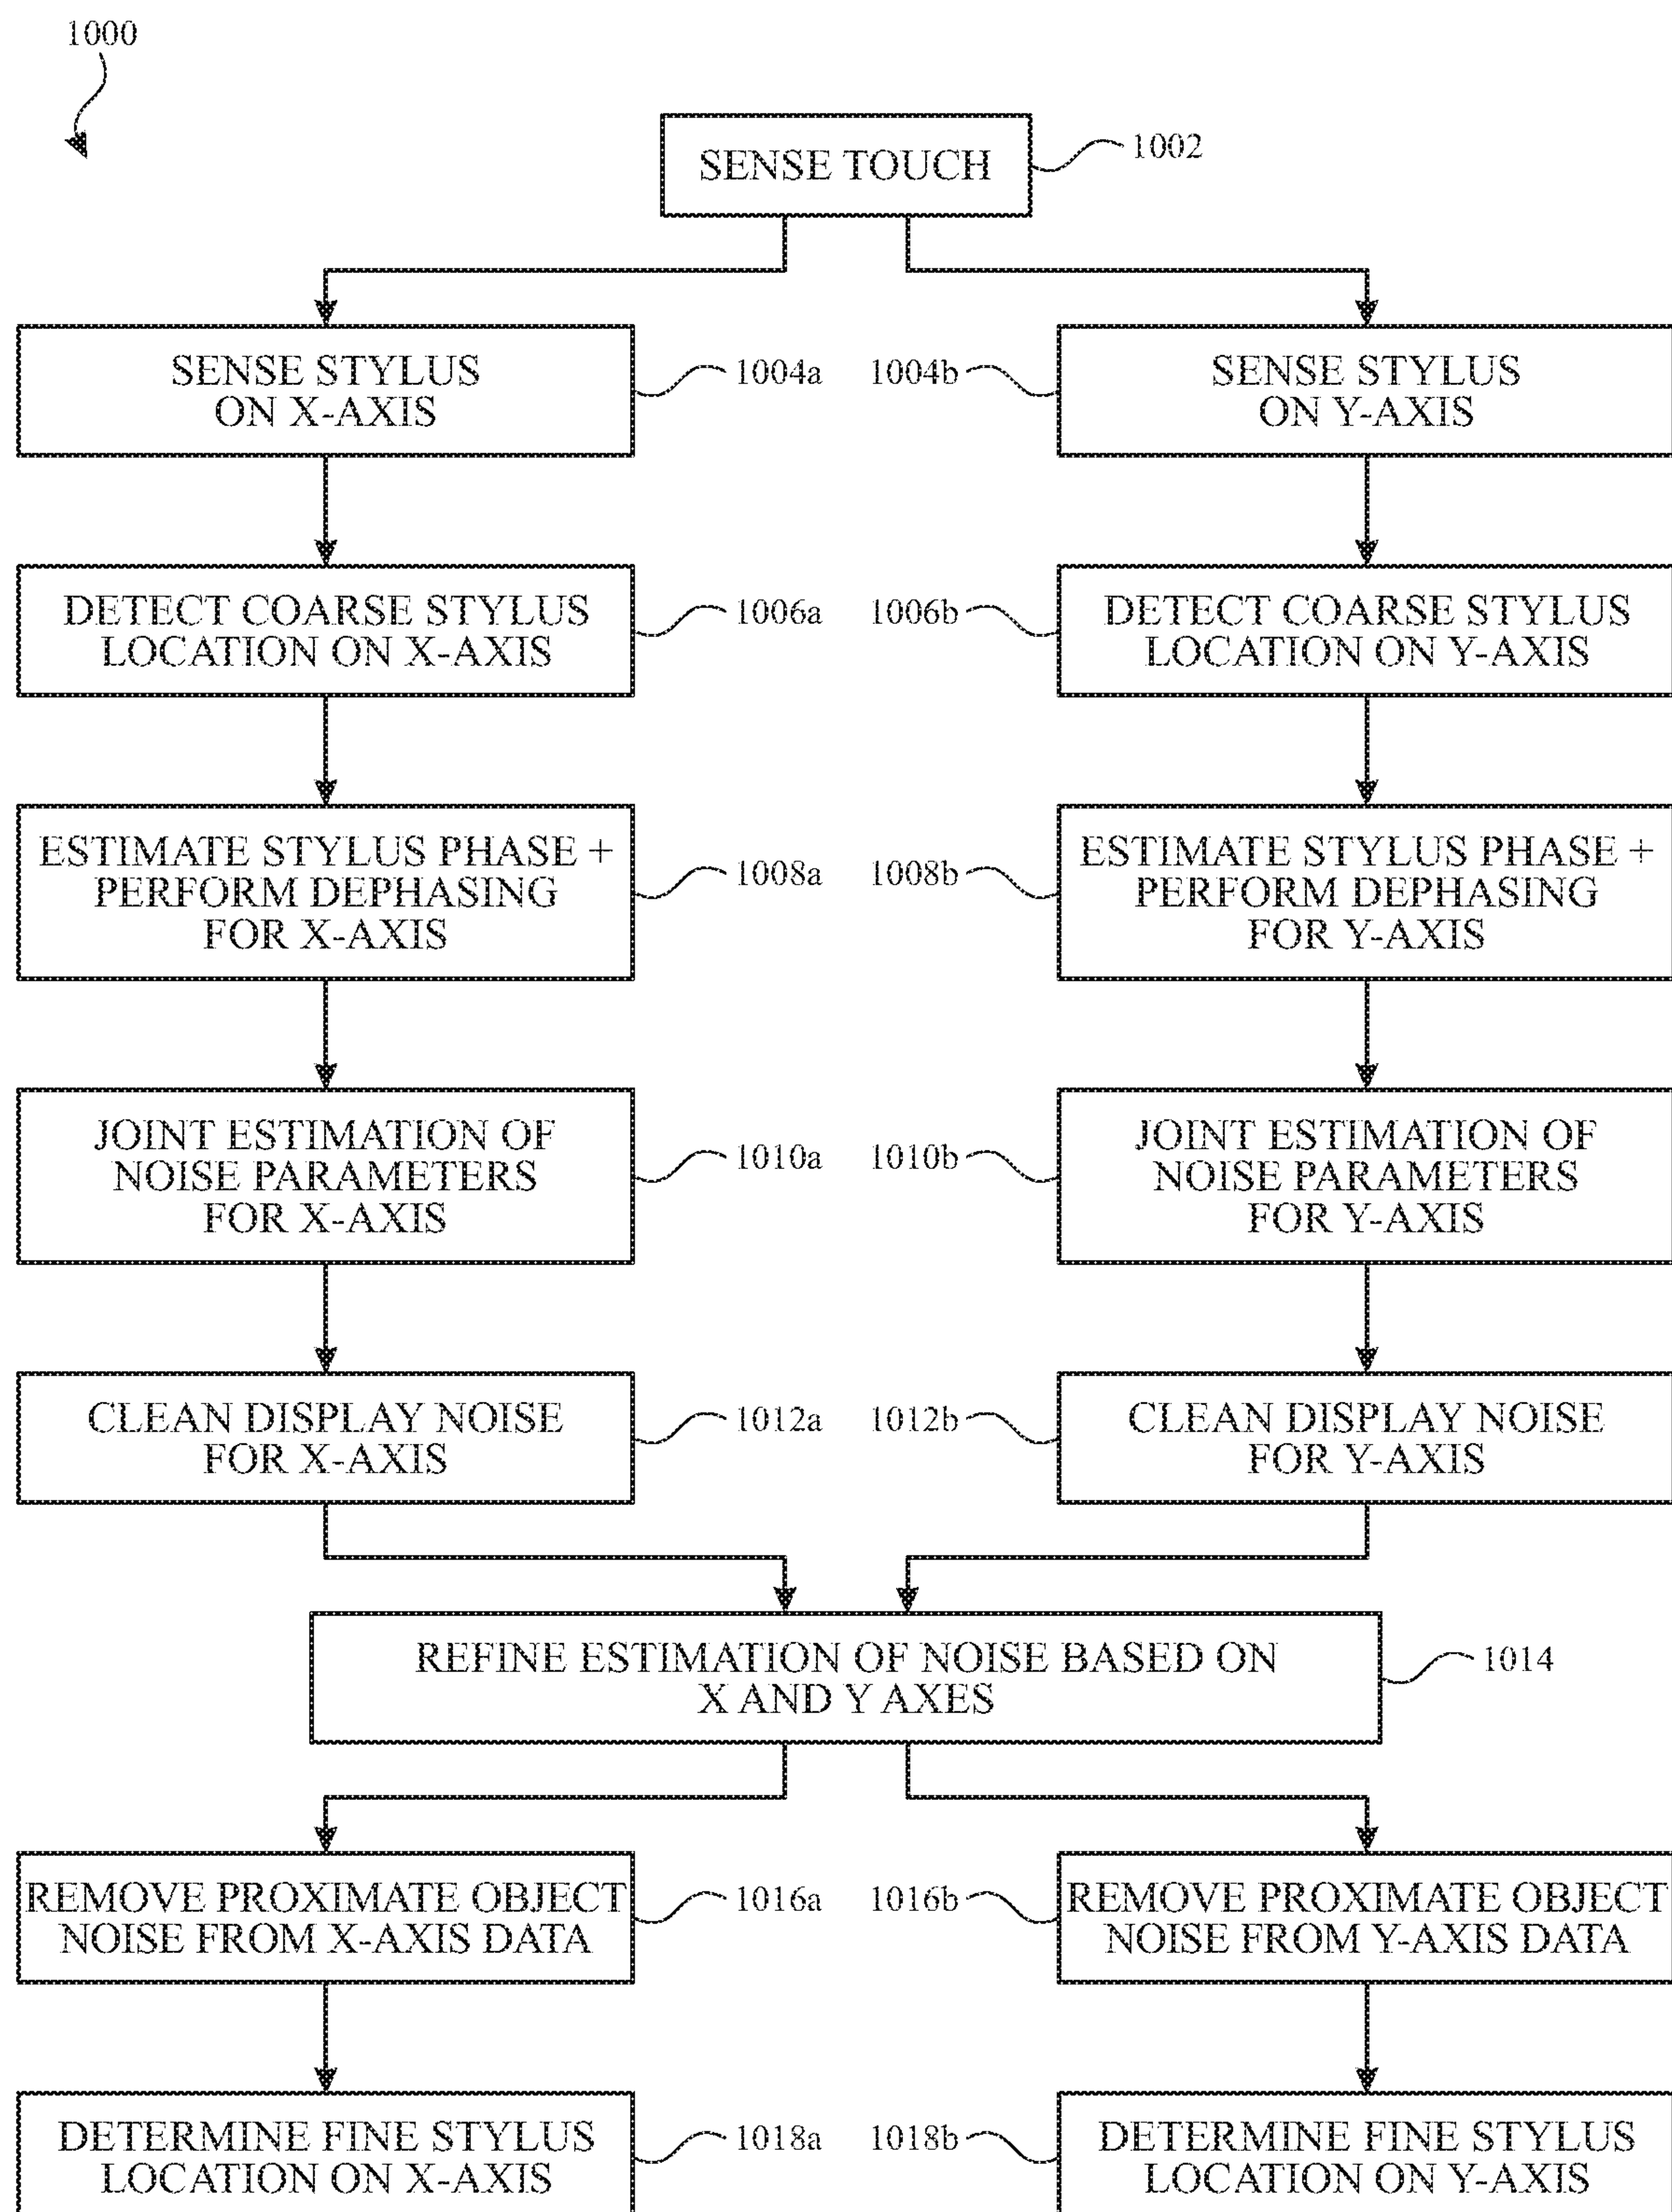 1000
SENSE TOUCH
1002
SENSE STYLUS
ON X-AXIS
1004a
1004b
SENSE STYLUS
ON Y-AXIS
DETECT COARSE STYLUS
LOCATION ON X-AXIS
1006a
1006b
DETECT COARSE STYLUS
LOCATION ON Y-AXIS
ESTIMATE STYLUS PHASE +
PERFORM DEPHASING
FOR X-AXIS
1008a
1008b
ESTIMATE STYLUS PHASE +
PERFORM DEPHASING
FOR Y-AXIS
JOINT ESTIMATION OF
NOISE PARAMETERS
FOR X-AXIS
1010a
1010b
JOINT ESTIMATION OF
NOISE PARAMETERS
FOR Y-AXIS
CLEAN DISPLAY NOISE
FOR X-AXIS
1012a
1012b
CLEAN DISPLAY NOISE
FOR Y-AXIS
REFINE ESTIMATION OF NOISE BASED ON
X AND Y AXES
1014
REMOVE PROXIMATE OBJECT
NOISE FROM X-AXIS DATA
1016a
1016b
REMOVE PROXIMATE OBJECT
NOISE FROM Y-AXIS DATA
DETERMINE FINE STYLUS
LOCATION ON X-AXIS
1018a
1018b
DETERMINE FINE STYLUS
LOCATION ON Y-AXIS